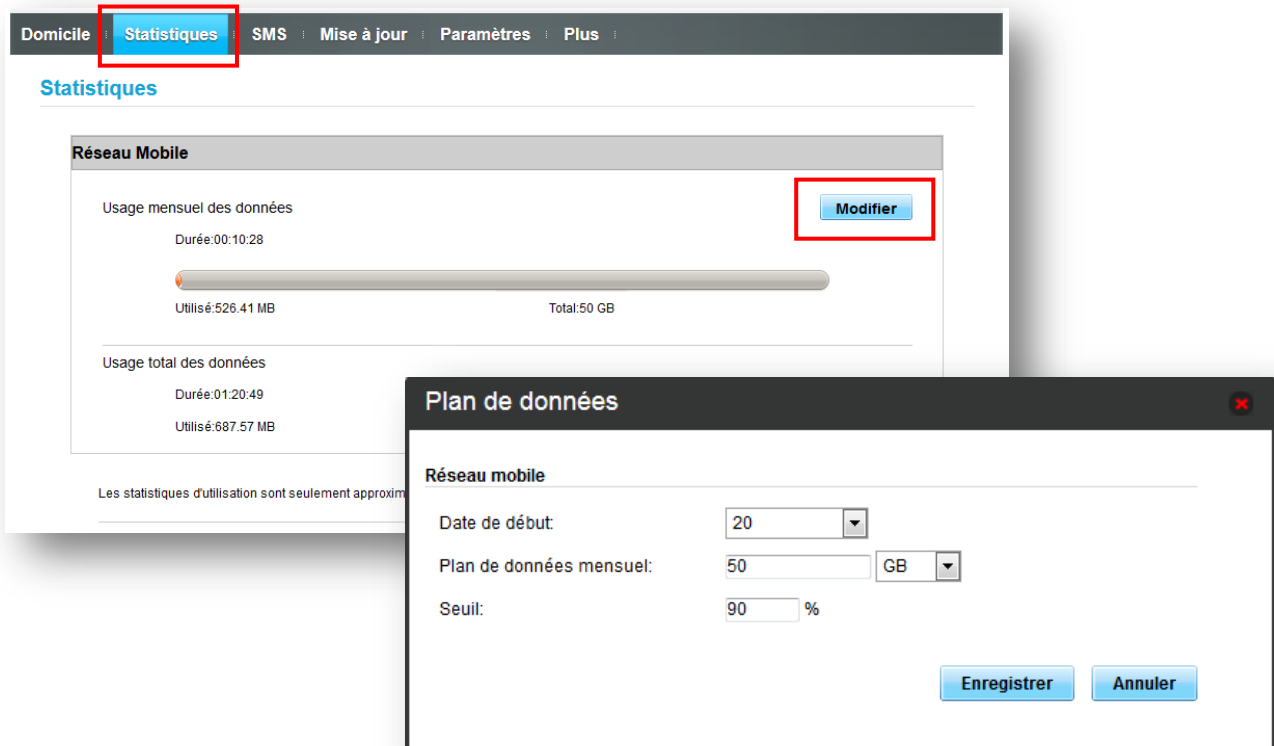 Domicile Statistiques SMS Mise à jour Paramètres Plus
Statistiques
Réseau Mobile
Usage mensuel des données
Modifier
Durée:00:10:28
Utilisé:526.41 MB Total:50 GB
Usage total des données
Durée:01:20:49
Utilisé:687.57 MB
Les statistiques d'utilisation sont seulement approxim
Plan de données
Réseau mobile
Date de début: 20
Plan de données mensuel: 50 GB
Seuil: 90 %
Enregistrer Annuler